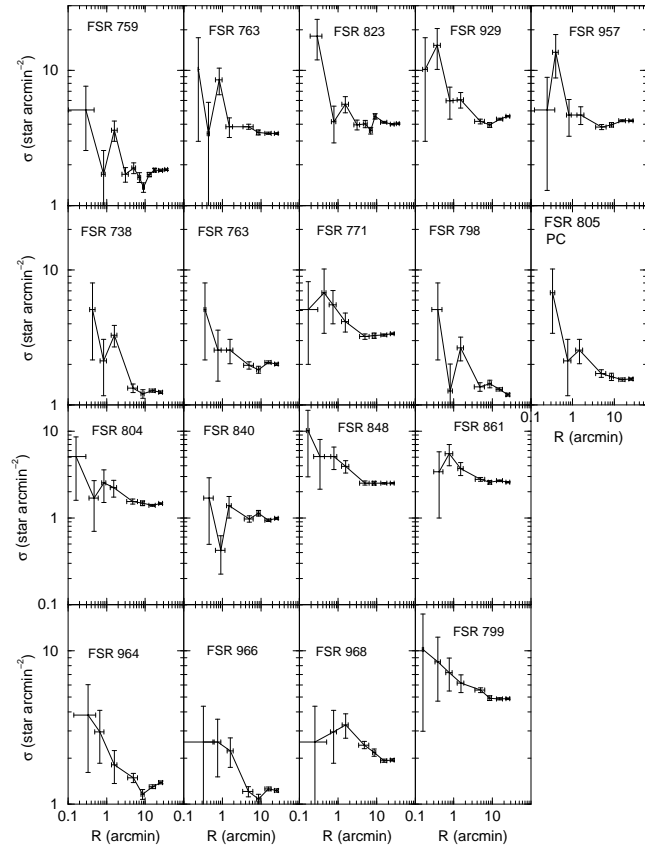 FSR 759
FSR 763
FSR 823
FSR 929
FSR 957
10
1
σ (star arcmin⁻²)
FSR 738
FSR 763
FSR 771
FSR 798
FSR 805
PC
10
1
σ (star arcmin⁻²)
0.1 1 10
R (arcmin)
FSR 804
FSR 840
FSR 848
FSR 861
10
1
0.1
σ (star arcmin⁻²)
FSR 964
FSR 966
FSR 968
FSR 799
10
1
σ (star arcmin⁻²)
0.1 1 10 0.1 1 10 0.1 1 10 0.1 1 10
R (arcmin) R (arcmin) R (arcmin) R (arcmin)